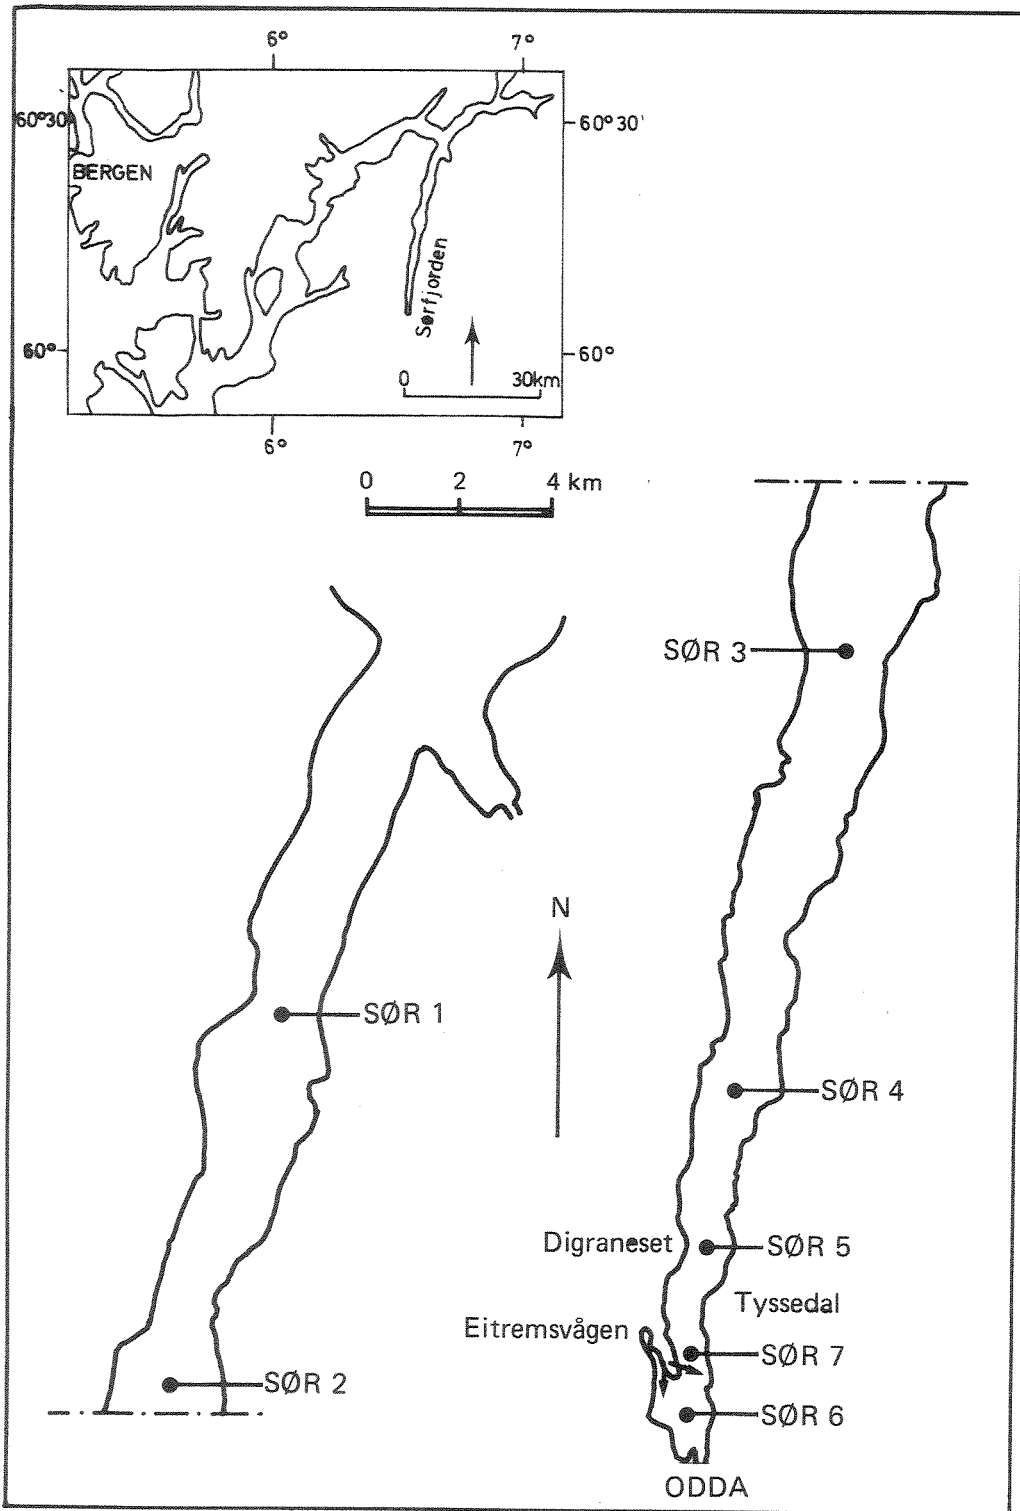 6°
7°
60°30
60°30'
BERGEN
Sørfjorden
60°
60°
0
30km
6°
7°
0
2
4 km
SØR 3
N
SØR 1
SØR 4
Digraneset
SØR 5
Tyssedal
Eitremsvågen
SØR 7
SØR 2
SØR 6
ODDA